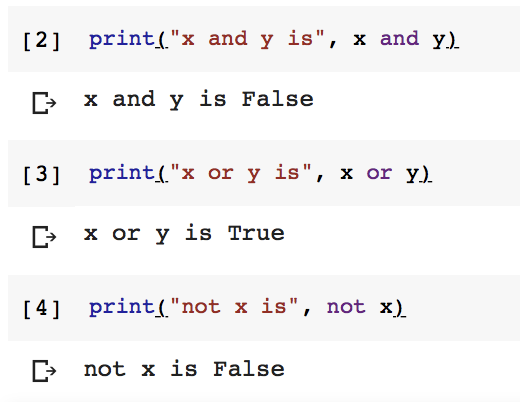 [2] print("x and y is", x and y)
x and y is False
[3] print("x or y is", x or y)
x or y is True
[4] print("not x is", not x)
not x is False